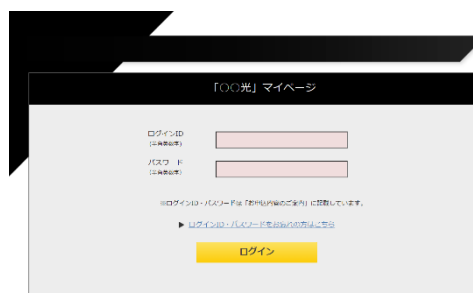 「〇〇光」マイページ
ログインID
(半角英数字)
パスワード
(半角英数字)
※ログインID・パスワードは「お申込内容のご案内」に記載しています。
▶ ログインID・パスワードをお忘れの方はこちら
ログイン